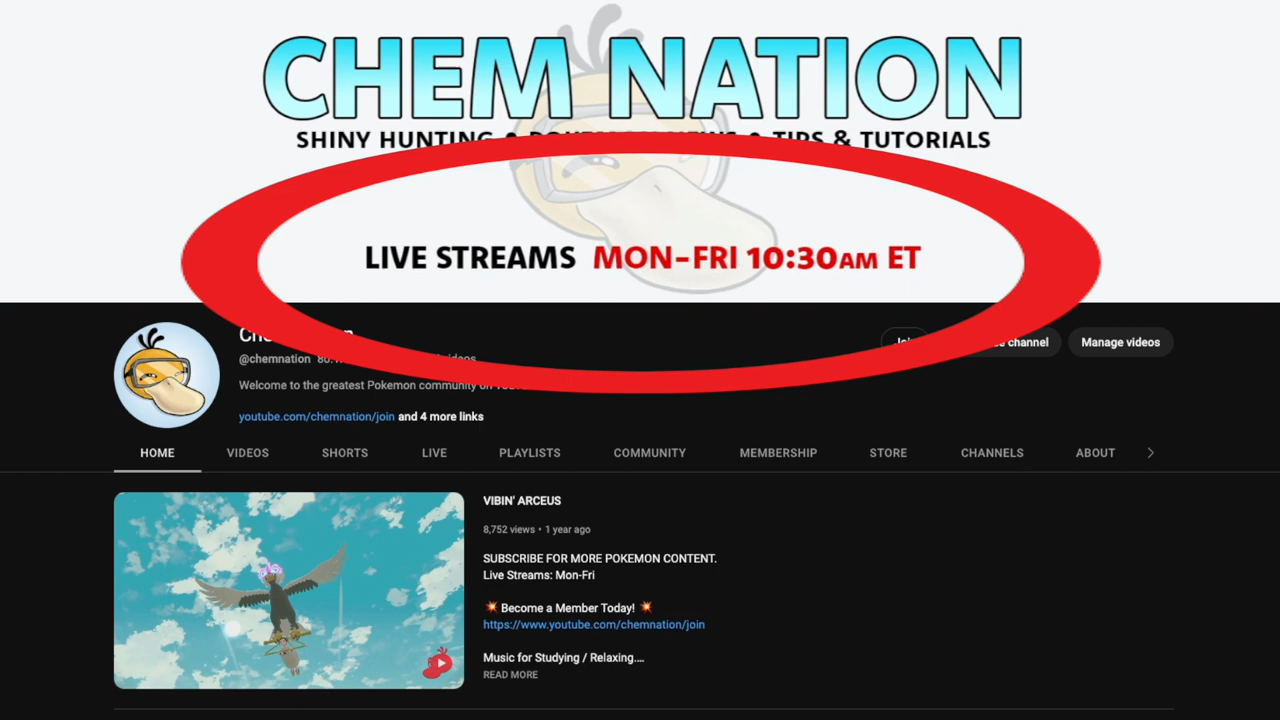 CHEM NATION
SHINY HUNTING • • TIPS & TUTORIALS
LIVE STREAMS MON-FRI 10:30AM ET
@chemnation
Manage videos
Welcome to the greatest Pokemon community on
youtube.com/chemnation/join and 4 more links
HOME VIDEOS SHORTS LIVE PLAYLISTS COMMUNITY MEMBERSHIP STORE CHANNELS ABOUT
VIBIN' ARCEUS
8,752 views • 1 year ago
SUBSCRIBE FOR MORE POKEMON CONTENT.
Live Streams: Mon-Fri
💥 Become a Member Today! 💥
https://www.youtube.com/chemnation/join
Music for Studying / Relaxing....
READ MORE